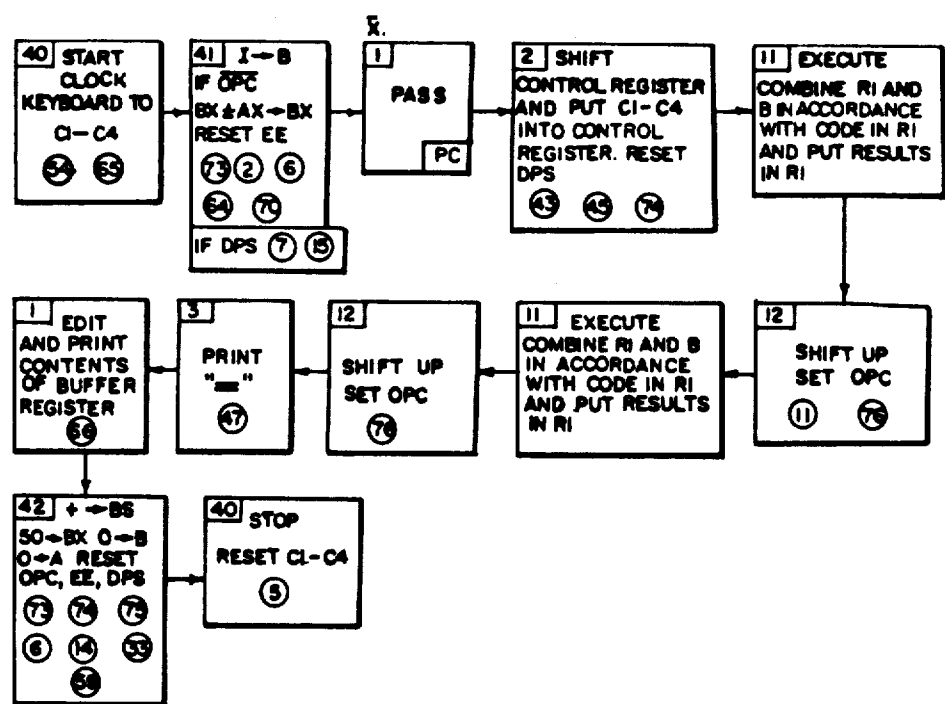 X̅.
40 START
CLOCK
KEYBOARD TO
C1-C4
54 65
41 I→B
IF O̅P̅C̅
BX±AX→BX
RESET EE
73 2 6
64 70
IF DPS 7 15
1
PASS
PC
2 SHIFT
CONTROL REGISTER
AND PUT C1-C4
INTO CONTROL
REGISTER. RESET
DPS
43 45 74
11 EXECUTE
COMBINE R1 AND
B IN ACCORDANCE
WITH CODE IN R1
AND PUT RESULTS
IN R1
12
SHIFT UP
SET OPC
11 76
11 EXECUTE
COMBINE R1 AND B
IN ACCORDANCE
WITH CODE IN R1
AND PUT RESULTS
IN R1
12
SHIFT UP
SET OPC
76
3
PRINT
"="
47
1 EDIT
AND PRINT
CONTENTS
OF BUFFER
REGISTER
66
42 +→BS
50→BX 0→B
0→A RESET
OPC, EE, DPS
73 74 75
6 14 33
58
40 STOP
RESET C1-C4
5